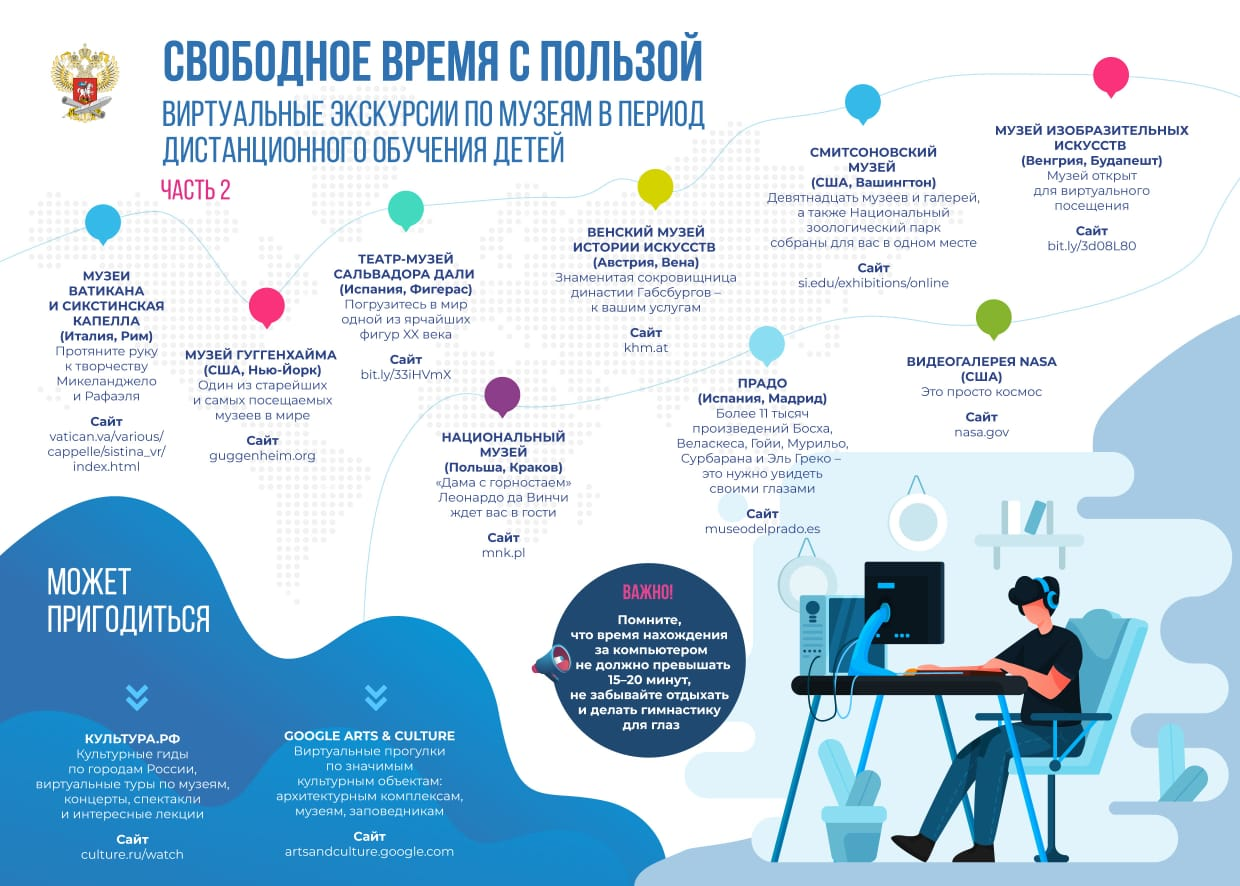 СВОБОДНОЕ ВРЕМЯ С ПОЛЬЗОЙ
ВИРТУАЛЬНЫЕ ЭКСКУРСИИ ПО МУЗЕЯМ В ПЕРИОД
ДИСТАНЦИОННОГО ОБУЧЕНИЯ ДЕТЕЙ
ЧАСТЬ 2
МУЗЕИ
ВАТИКАНА
И СИКСТИНСКАЯ
КАПЕЛЛА
(Италия, Рим)
Протяните руку
к творчеству
Микеланджело
и Рафаэля
Сайт
vatican.va/various/
cappelle/sistina_vr/
index.html
МУЗЕЙ ГУГГЕНХАЙМА
(США, Нью-Йорк)
Один из старейших
и самых посещаемых
музеев в мире
Сайт
guggenheim.org
ТЕАТР-МУЗЕЙ
САЛЬВАДОРА ДАЛИ
(Испания, Фигерас)
Погрузитесь в мир
одной из ярчайших
фигур XX века
Сайт
bit.ly/33iHVmX
НАЦИОНАЛЬНЫЙ
МУЗЕЙ
(Польша, Краков)
«Дама с горностаем»
Леонардо да Винчи
ждет вас в гости
Сайт
mnk.pl
ВЕНСКИЙ МУЗЕЙ
ИСТОРИИ ИСКУССТВ
(Австрия, Вена)
Знаменитая сокровищница
династии Габсбургов –
к вашим услугам
Сайт
khm.at
ПРАДО
(Испания, Мадрид)
Более 11 тысяч
произведений Босха,
Веласкеса, Гойи, Мурильо,
Сурбарана и Эль Греко –
это нужно увидеть
своими глазами
Сайт
museodelprado.es
СМИТСОНОВСКИЙ
МУЗЕЙ
(США, Вашингтон)
Девятнадцать музеев и галерей,
а также Национальный
зоологический парк
собраны для вас в одном месте
Сайт
si.edu/exhibitions/online
МУЗЕЙ ИЗОБРАЗИТЕЛЬНЫХ
ИСКУССТВ
(Венгрия, Будапешт)
Музей открыт
для виртуального
посещения
Сайт
bit.ly/3d08L80
ВИДЕОГАЛЕРЕЯ NASA
(США)
Это просто космос
Сайт
nasa.gov
МОЖЕТ
ПРИГОДИТЬСЯ
КУЛЬТУРА.РФ
Культурные гиды
по городам России,
виртуальные туры по музеям,
концерты, спектакли
и интересные лекции
Сайт
culture.ru/watch
GOOGLE ARTS & CULTURE
Виртуальные прогулки
по значимым
культурным объектам:
архитектурным комплексам,
музеям, заповедникам
Сайт
artsandculture.google.com
ВАЖНО!
Помните,
что время нахождения
за компьютером
не должно превышать
15–20 минут,
не забывайте отдыхать
и делать гимнастику
для глаз